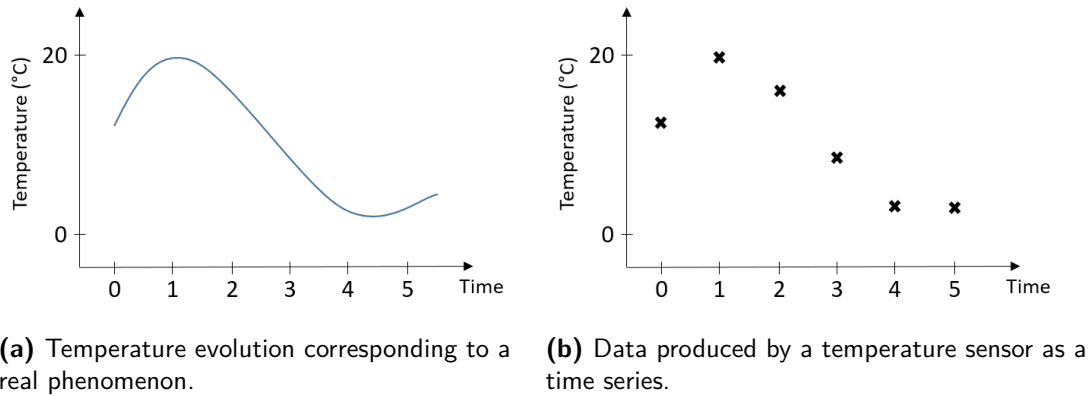 Temperature (°C)
20
0
0 1 2 3 4 5
Time
(a) Temperature evolution corresponding to a
real phenomenon.
Temperature (°C)
20
0
0 1 2 3 4 5
Time
(b) Data produced by a temperature sensor as a
time series.